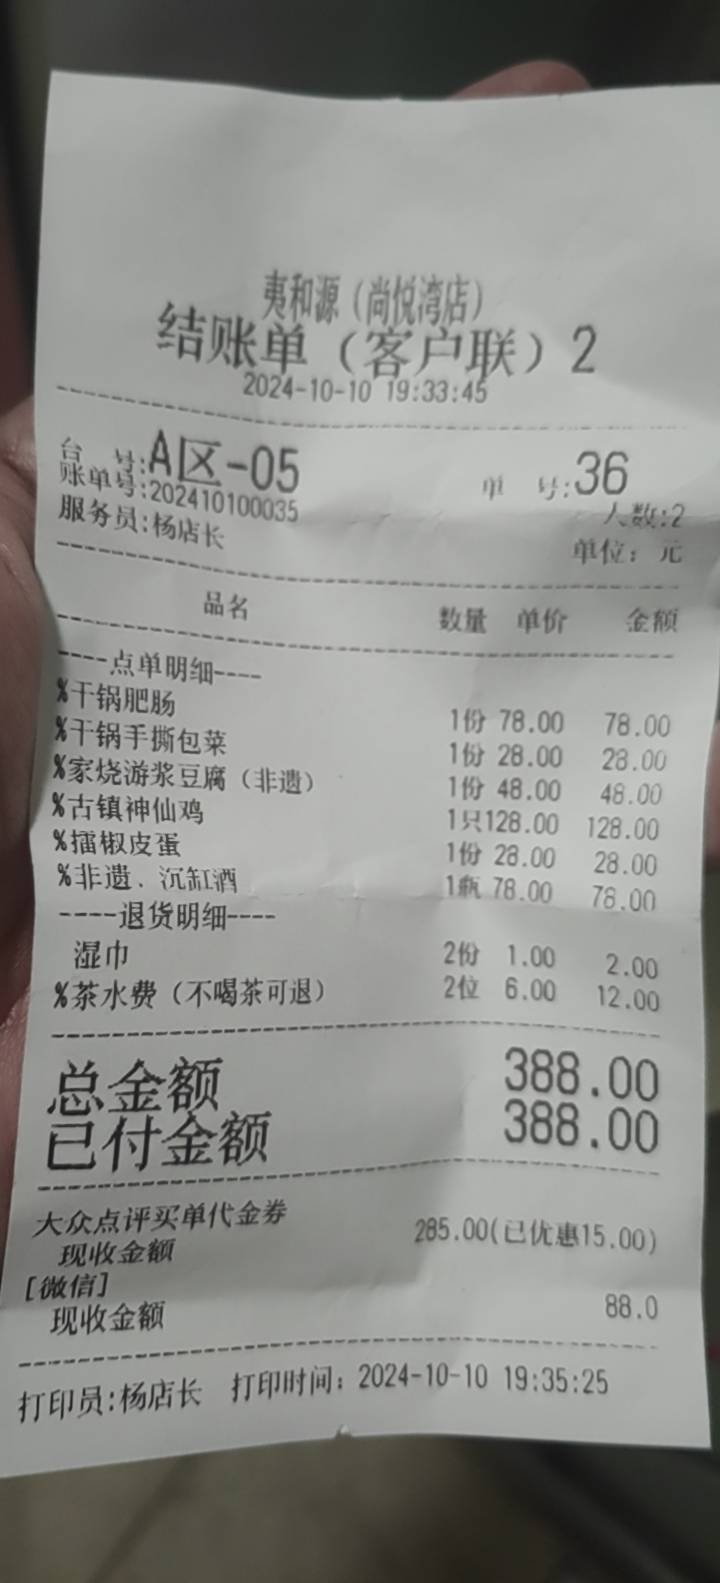 夷和源（尚悦湾店）
结账单（客户联）2
2024-10-10 19:33:45
台 号:A区-05 单 号:36
账单号:202410100035 人数:2
服务员:杨店长 单位：元
品名 数量 单价 金额
----点单明细----
%干锅肥肠 1份 78.00 78.00
%干锅手撕包菜 1份 28.00 28.00
%家烧游浆豆腐（非遗） 1份 48.00 48.00
%古镇神仙鸡 1只128.00 128.00
%擂椒皮蛋 1份 28.00 28.00
%非遗．沉缸酒 1瓶 78.00 78.00
----退货明细----
湿巾 2份 1.00 2.00
%茶水费（不喝茶可退） 2位 6.00 12.00
总金额 388.00
已付金额 388.00
大众点评买单代金券
现收金额 285.00(已优惠15.00)
[微信]
现收金额 88.0
打印员:杨店长 打印时间：2024-10-10 19:35:25